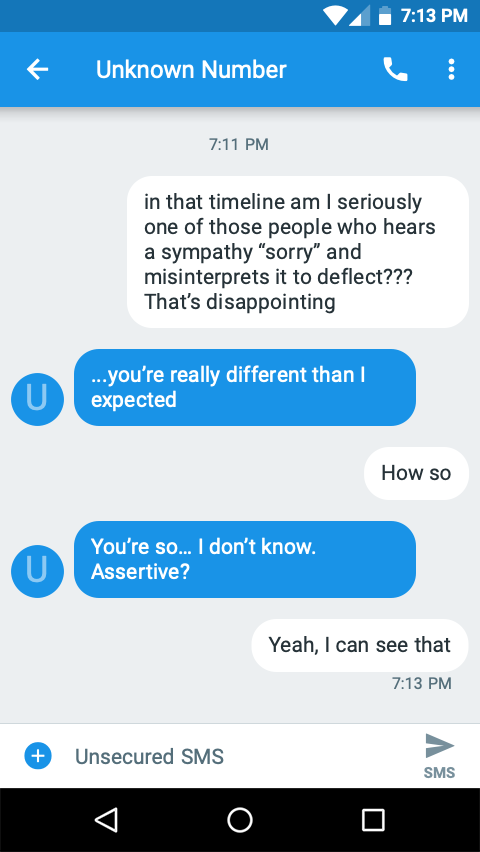 7:13 PM
Unknown Number
7:11 PM
in that timeline am I seriously
one of those people who hears
a sympathy “sorry” and
misinterprets it to deflect???
That’s disappointing
...you’re really different than I
expected
U
How so
You’re so... I don’t know.
Assertive?
U
Yeah, I can see that
7:13 PM
Unsecured SMS
SMS